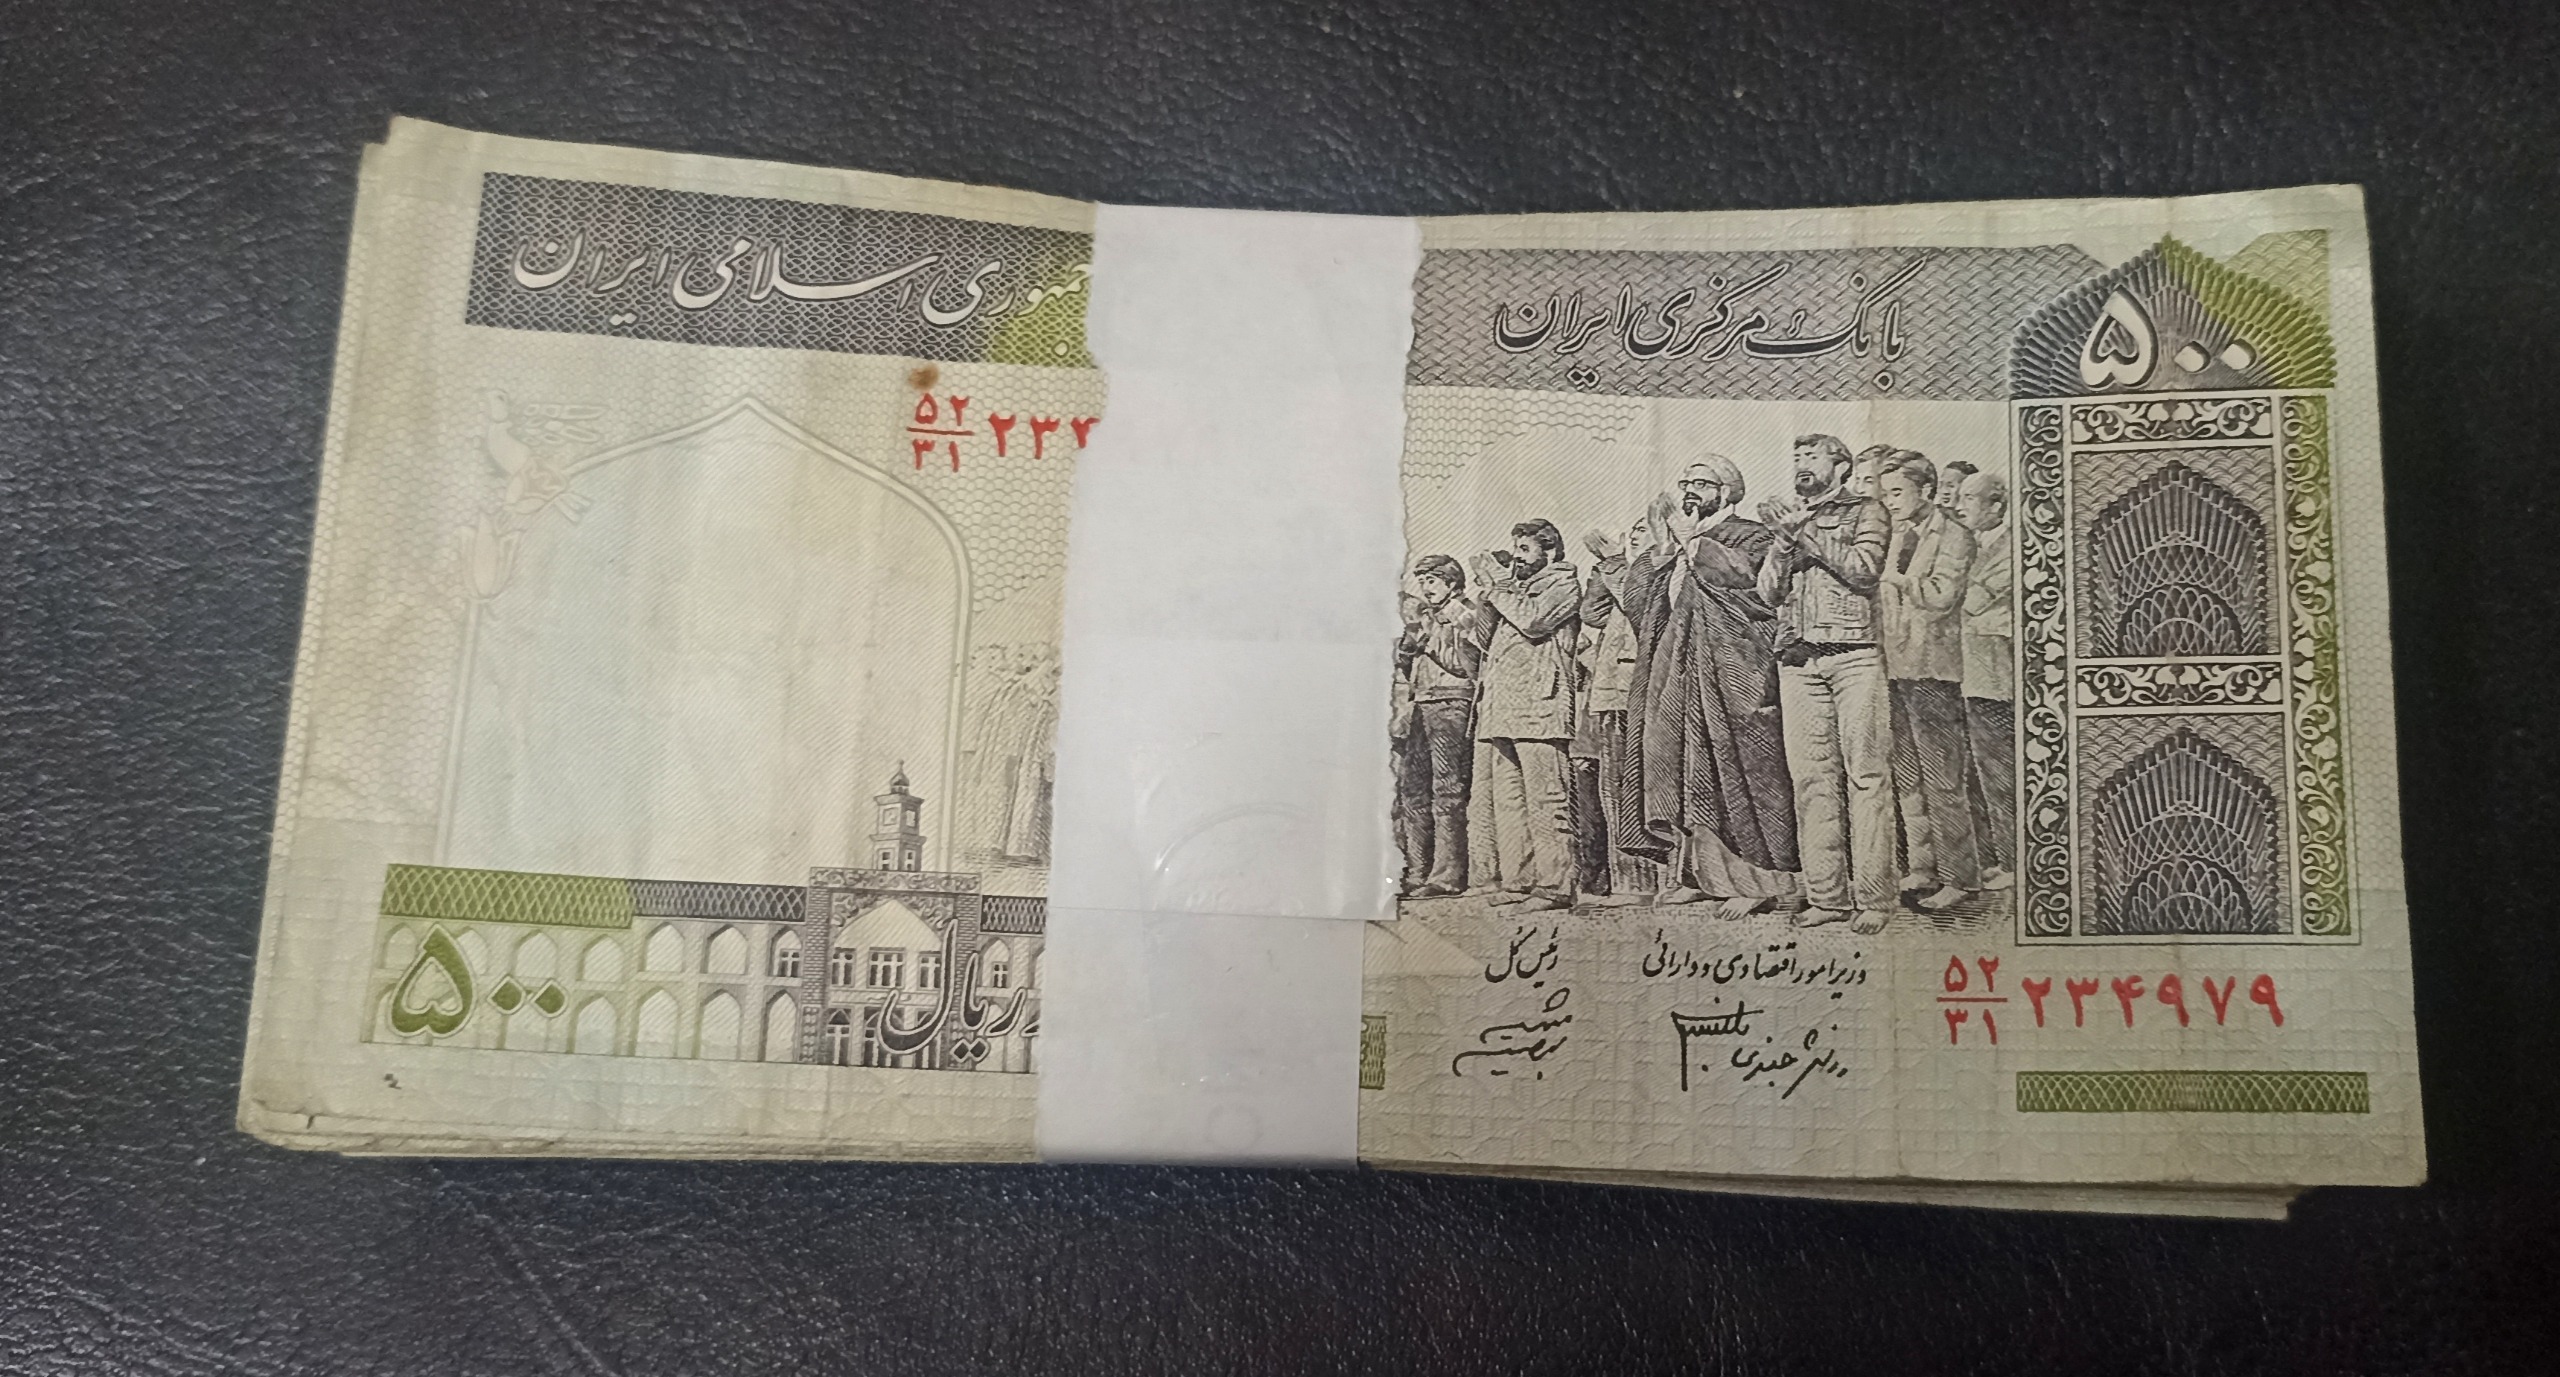 جمهوری اسلامی ایران
بانک مرکزی ایران
۵۰۰
۵۲/۳۱ ۲۳۴
رئیس کل
وزیر امور اقتصادی و دارائی
۵۰۰
ریال
۵۲/۳۱ ۲۳۴۹۷۹